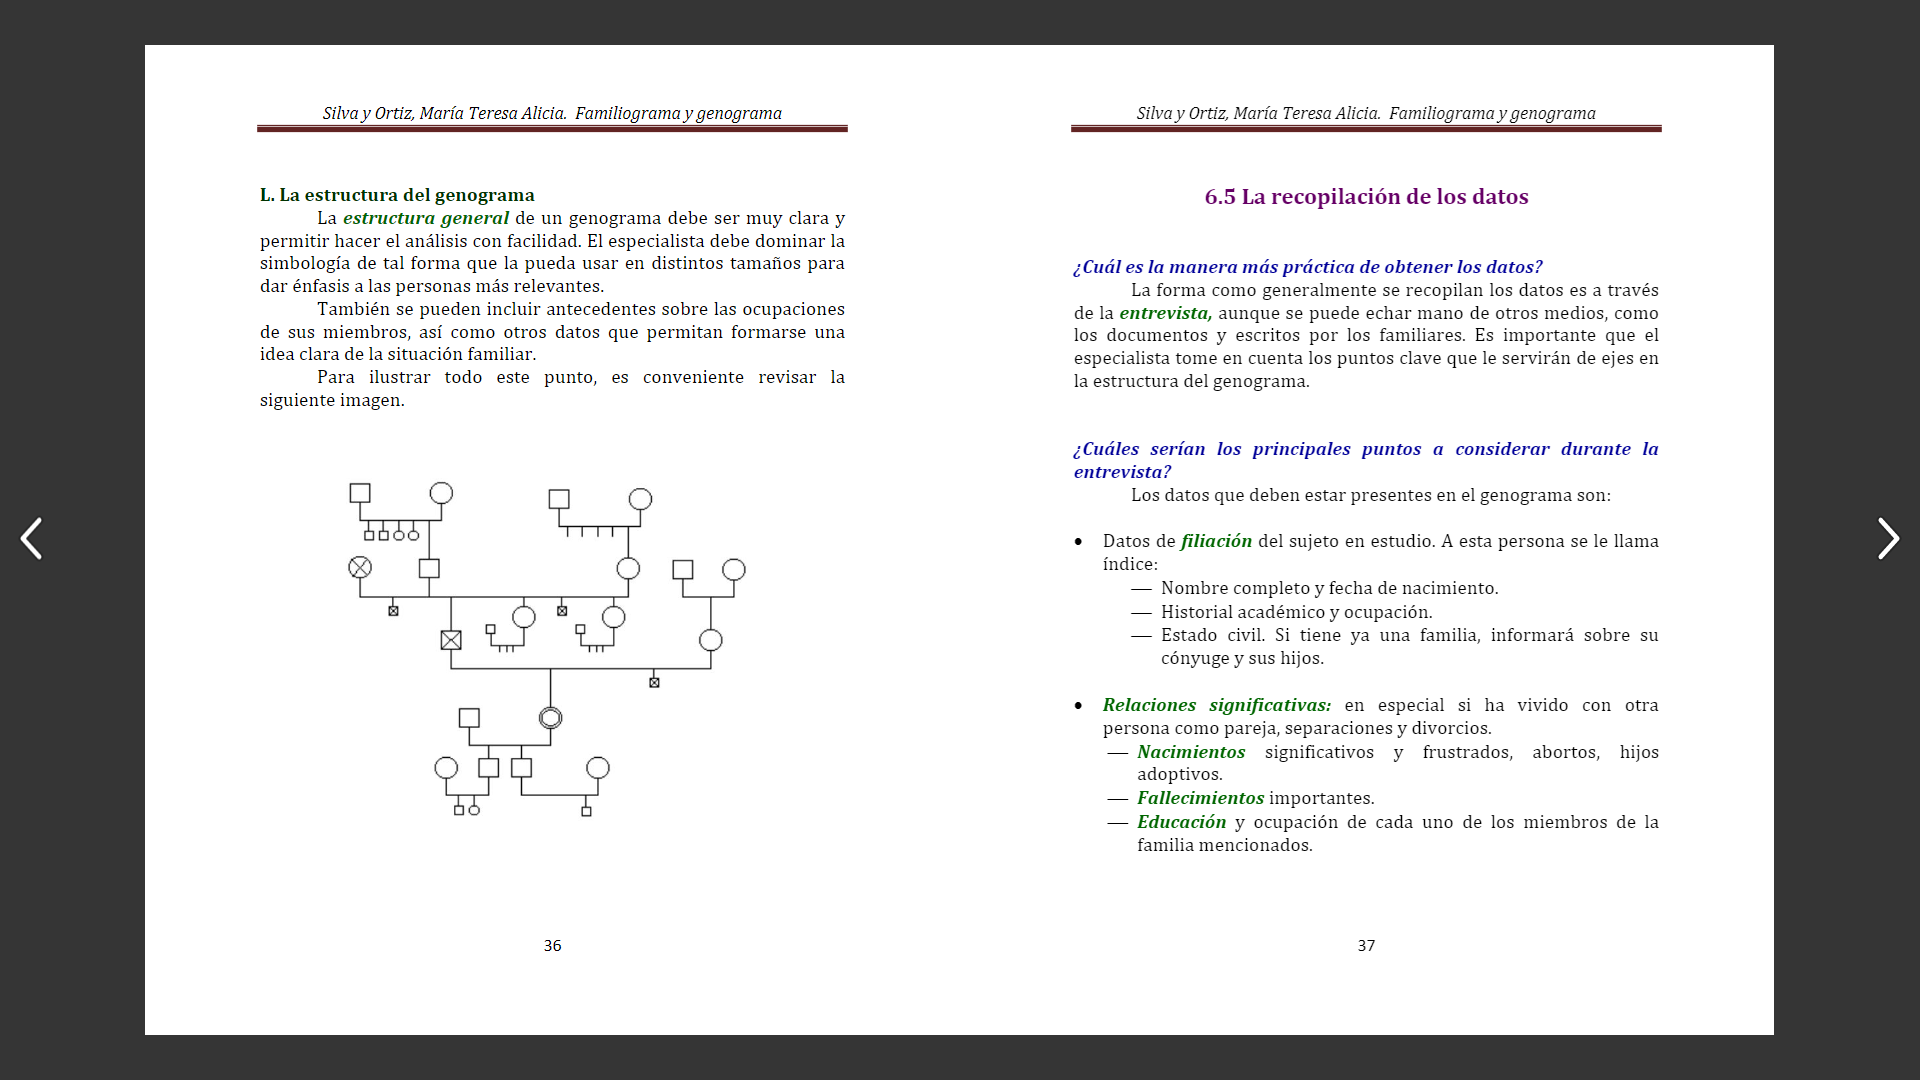 Silva y Ortiz, María Teresa Alicia.  Familiograma y genograma
L. La estructura del genograma
La estructura general de un genograma debe ser muy clara y
permitir hacer el análisis con facilidad. El especialista debe dominar la
simbología de tal forma que la pueda usar en distintos tamaños para
dar énfasis a las personas más relevantes.
También se pueden incluir antecedentes sobre las ocupaciones
de sus miembros, así como otros datos que permitan formarse una
idea clara de la situación familiar.
Para ilustrar todo este punto, es conveniente revisar la
siguiente imagen.
36
Silva y Ortiz, María Teresa Alicia.  Familiograma y genograma
6.5 La recopilación de los datos
¿Cuál es la manera más práctica de obtener los datos?
La forma como generalmente se recopilan los datos es a través
de la entrevista, aunque se puede echar mano de otros medios, como
los documentos y escritos por los familiares. Es importante que el
especialista tome en cuenta los puntos clave que le servirán de ejes en
la estructura del genograma.
¿Cuáles serían los principales puntos a considerar durante la
entrevista?
Los datos que deben estar presentes en el genograma son:
• Datos de filiación del sujeto en estudio. A esta persona se le llama
índice:
— Nombre completo y fecha de nacimiento.
— Historial académico y ocupación.
— Estado civil. Si tiene ya una familia, informará sobre su
cónyuge y sus hijos.
• Relaciones significativas: en especial si ha vivido con otra
persona como pareja, separaciones y divorcios.
— Nacimientos significativos y frustrados, abortos, hijos
adoptivos.
— Fallecimientos importantes.
— Educación y ocupación de cada uno de los miembros de la
familia mencionados.
37